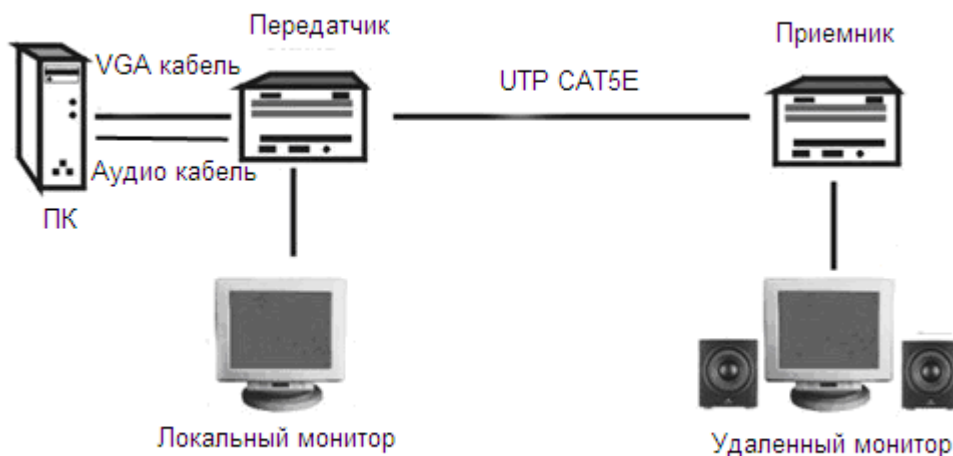 Передатчик
Приемник
VGA кабель
UTP CAT5E
Аудио кабель
ПК
Локальный монитор
Удаленный монитор